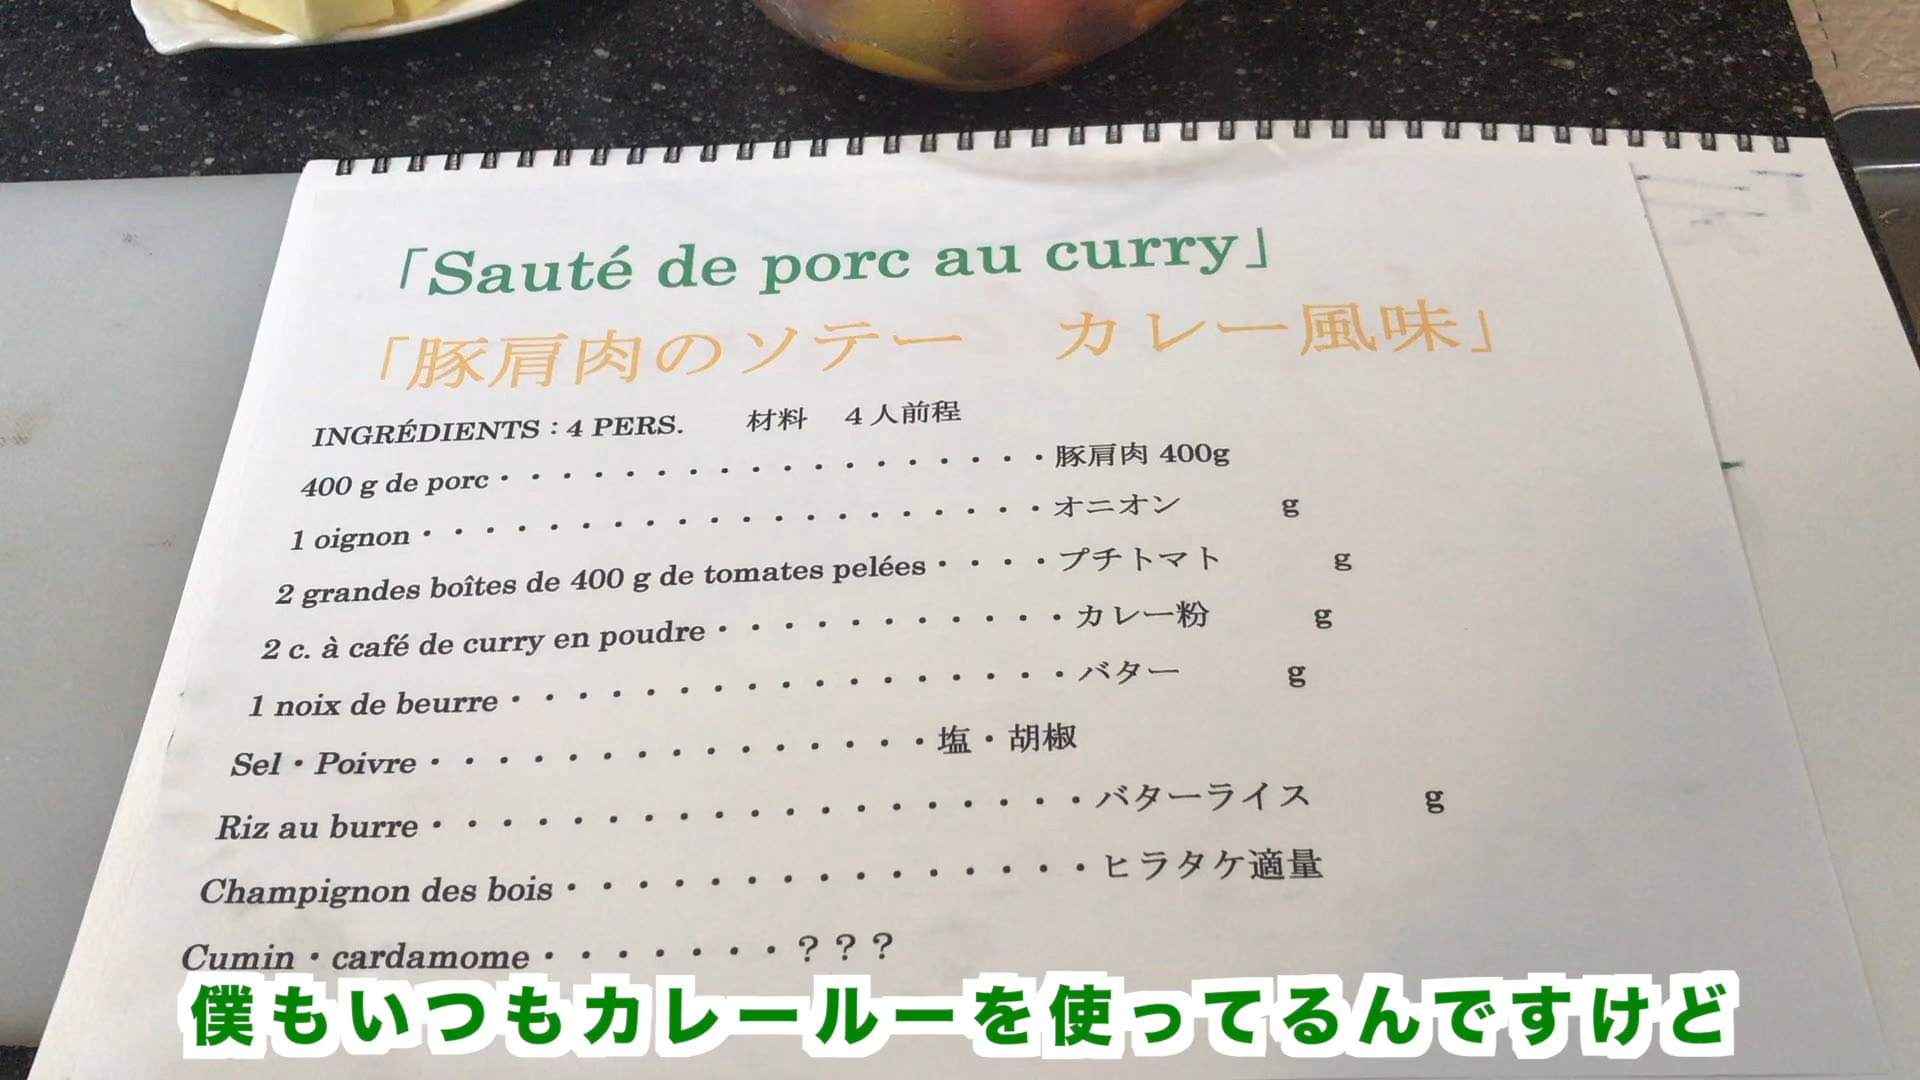 「Sauté de porc au curry」
「豚肩肉のソテー　カレー風味」
INGRÉDIENTS : 4 PERS.　材料　4人前程
400 g de porc・・・・・・・・・・・・・・・・・豚肩肉 400g
1 oignon・・・・・・・・・・・・・・・・・・・・オニオン　g
2 grandes boîtes de 400 g de tomates pelées・・・・プチトマト　g
2 c. à café de curry en poudre・・・・・・・・・・・カレー粉　g
1 noix de beurre・・・・・・・・・・・・・・・・・バター　g
Sel・Poivre・・・・・・・・・・・・・・・塩・胡椒
Riz au burre・・・・・・・・・・・・・・・・・・・バターライス　g
Champignon des bois・・・・・・・・・・・・・・・ヒラタケ適量
Cumin・cardamome・・・・・・・？？？
僕もいつもカレールーを使ってるんですけど